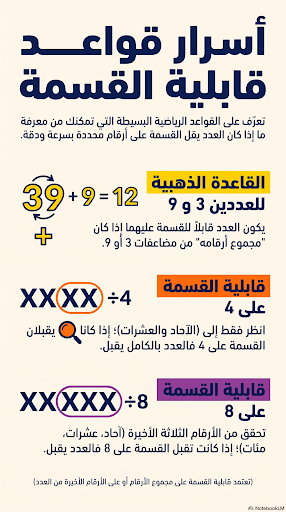 أسرار قواعـــد
قابلية القسمة
تعرّف على القواعد الرياضية البسيطة التي تمكنك من معرفة
ما إذا كان العدد يقل القسمة على أرقام محددة بسرعة ودقة.
القاعدة الذهبية
للعددين 3 و 9
39 + 9 = 12
+
يكون العدد قابلاً للقسمة عليهما إذا كان
"مجموع أرقامه" من مضاعفات 3 أو 9.
قابلية القسمة
على 4
XXXX ÷4
انظر فقط إلى (الآحاد والعشرات)؛ إذا كانا يقبلان
القسمة على 4 فالعدد بالكامل يقبل.
قابلية القسمة
على 8
XXXXX ÷8
تحقق من الأرقام الثلاثة الأخيرة (آحاد، عشرات،
مئات)؛ إذا كانت تقبل القسمة على 8 فالعدد يقبل.
(تعتمد قابلية القسمة على مجموع الأرقام أو على الأرقام الأخيرة من العدد)
NotebookLM